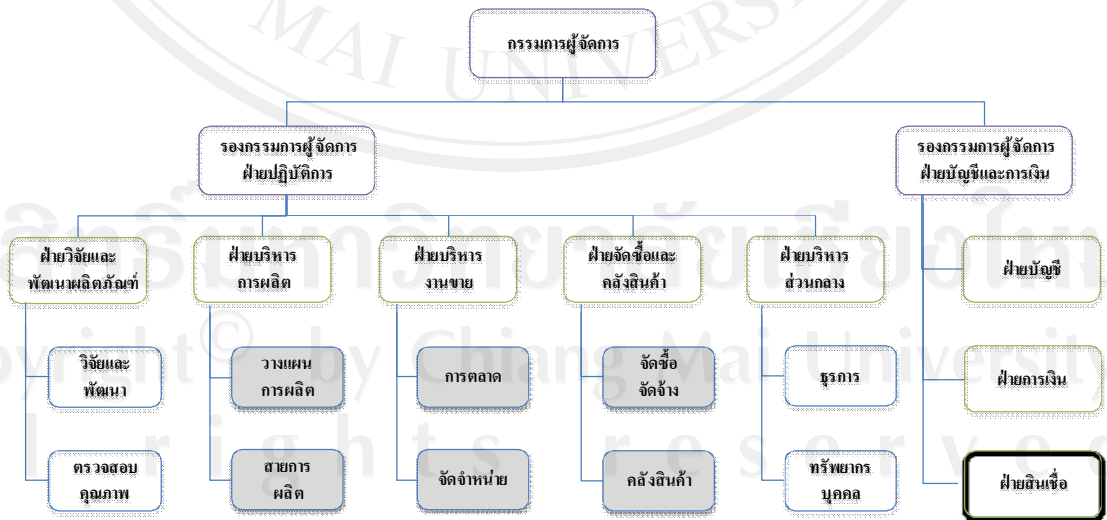 กรรมการผู้จัดการ
รองกรรมการผู้จัดการ
ฝ่ายปฏิบัติการ
รองกรรมการผู้จัดการ
ฝ่ายบัญชีและการเงิน
ฝ่ายวิจัยและ
พัฒนาผลิตภัณฑ์
ฝ่ายบริหาร
การผลิต
ฝ่ายบริหาร
งานขาย
ฝ่ายจัดซื้อและ
คลังสินค้า
ฝ่ายบริหาร
ส่วนกลาง
ฝ่ายบัญชี
วิจัยและ
พัฒนา
วางแผน
การผลิต
การตลาด
จัดซื้อ
จัดจ้าง
ธุรการ
ฝ่ายการเงิน
ตรวจสอบ
คุณภาพ
สายการ
ผลิต
จัดจำหน่าย
คลังสินค้า
ทรัพยากร
บุคคล
ฝ่ายสินเชื่อ
MAI UNIVERS
© by Chiang Mai University
rights reserve